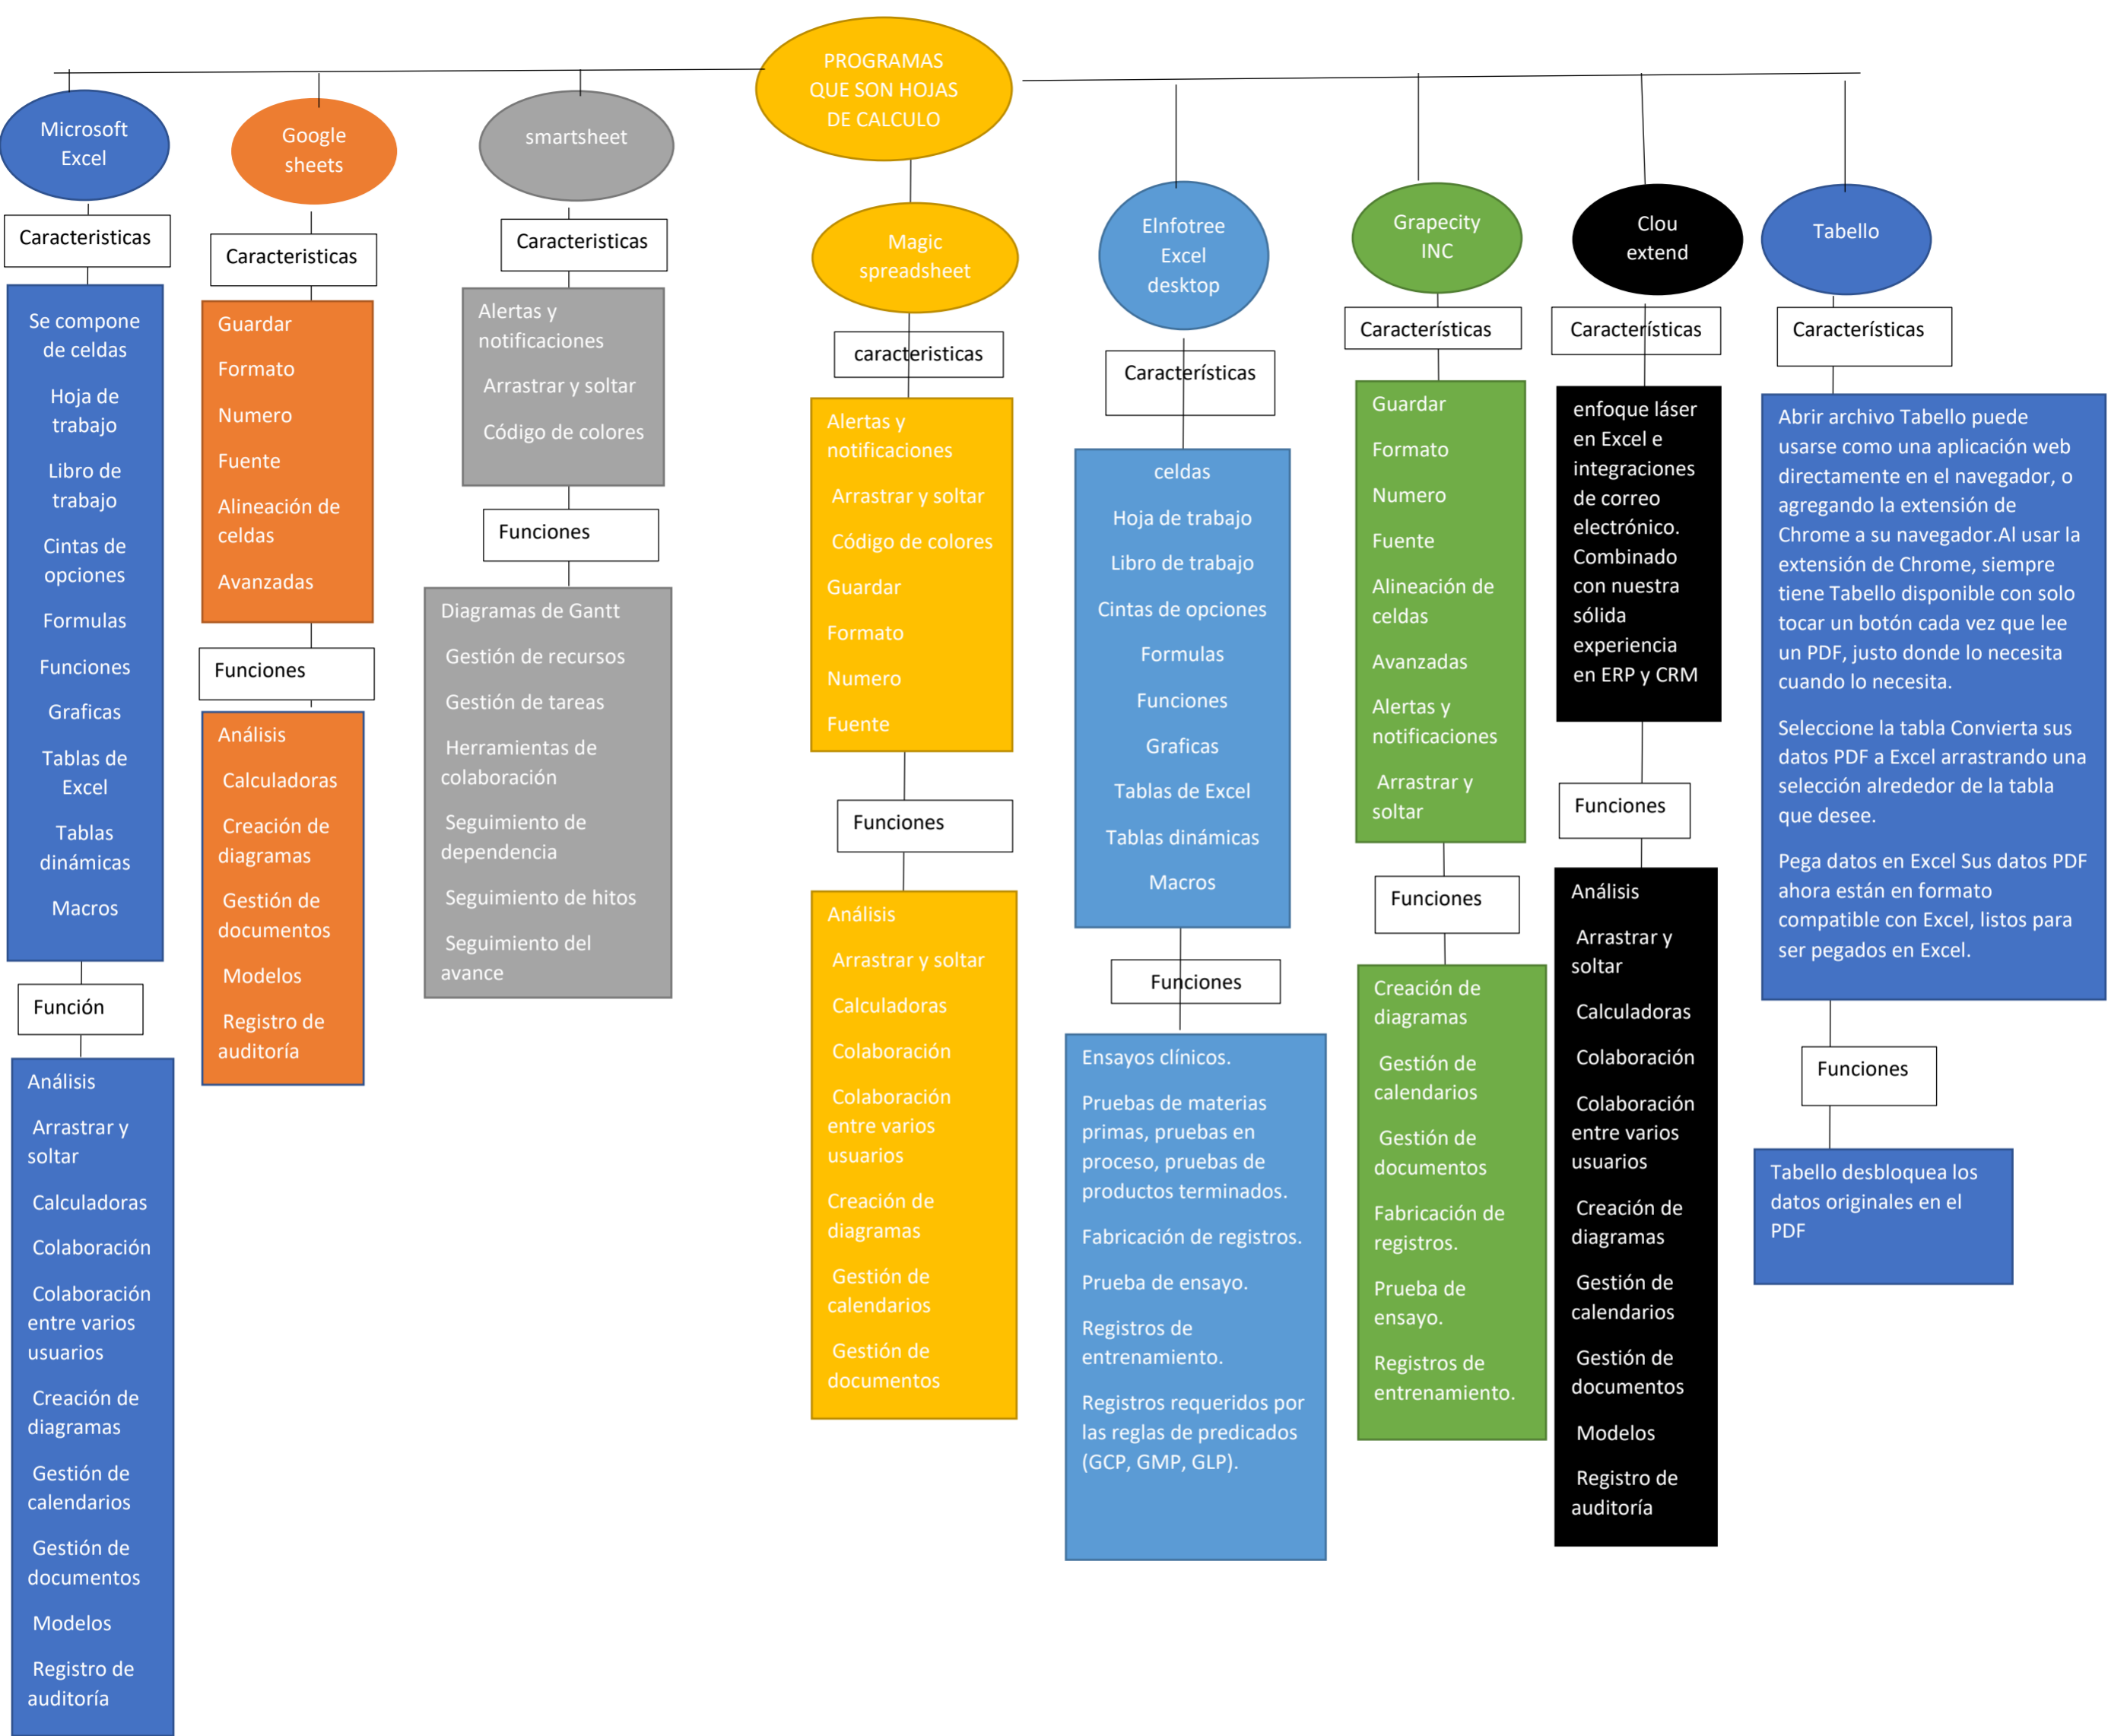 PROGRAMAS
QUE SON HOJAS
DE CALCULO
Microsoft
Excel
Caracteristicas
Se compone
de celdas
Hoja de
trabajo
Libro de
trabajo
Cintas de
opciones
Formulas
Funciones
Graficas
Tablas de
Excel
Tablas
dinámicas
Macros
Función
Análisis
Arrastrar y
soltar
Calculadoras
Colaboración
Colaboración
entre varios
usuarios
Creación de
diagramas
Gestión de
calendarios
Gestión de
documentos
Modelos
Registro de
auditoría
Google
sheets
Caracteristicas
Guardar
Formato
Numero
Fuente
Alineación de
celdas
Avanzadas
Funciones
Análisis
Calculadoras
Creación de
diagramas
Gestión de
documentos
Modelos
Registro de
auditoría
smartsheet
Caracteristicas
Alertas y
notificaciones
Arrastrar y soltar
Código de colores
Funciones
Diagramas de Gantt
Gestión de recursos
Gestión de tareas
Herramientas de
colaboración
Seguimiento de
dependencia
Seguimiento de hitos
Seguimiento del
avance
Magic
spreadsheet
caracteristicas
Alertas y
notificaciones
Arrastrar y soltar
Código de colores
Guardar
Formato
Numero
Fuente
Funciones
Análisis
Arrastrar y soltar
Calculadoras
Colaboración
Colaboración
entre varios
usuarios
Creación de
diagramas
Gestión de
calendarios
Gestión de
documentos
EInfotree
Excel
desktop
Características
celdas
Hoja de trabajo
Libro de trabajo
Cintas de opciones
Formulas
Funciones
Graficas
Tablas de Excel
Tablas dinámicas
Macros
Funciones
Ensayos clínicos.
Pruebas de materias
primas, pruebas en
proceso, pruebas de
productos terminados.
Fabricación de registros.
Prueba de ensayo.
Registros de
entrenamiento.
Registros requeridos por
las reglas de predicados
(GCP, GMP, GLP).
Grapecity
INC
Características
Guardar
Formato
Numero
Fuente
Alineación de
celdas
Avanzadas
Alertas y
notificaciones
Arrastrar y
soltar
Funciones
Creación de
diagramas
Gestión de
calendarios
Gestión de
documentos
Fabricación de
registros.
Prueba de
ensayo.
Registros de
entrenamiento.
Clou
extend
Características
enfoque láser
en Excel e
integraciones
de correo
electrónico.
Combinado
con nuestra
sólida
experiencia
en ERP y CRM
Funciones
Análisis
Arrastrar y
soltar
Calculadoras
Colaboración
Colaboración
entre varios
usuarios
Creación de
diagramas
Gestión de
calendarios
Gestión de
documentos
Modelos
Registro de
auditoría
Tabello
Características
Abrir archivo Tabello puede
usarse como una aplicación web
directamente en el navegador, o
agregando la extensión de
Chrome a su navegador.Al usar la
extensión de Chrome, siempre
tiene Tabello disponible con solo
tocar un botón cada vez que lee
un PDF, justo donde lo necesita
cuando lo necesita.
Seleccione la tabla Convierta sus
datos PDF a Excel arrastrando una
selección alrededor de la tabla
que desee.
Pega datos en Excel Sus datos PDF
ahora están en formato
compatible con Excel, listos para
ser pegados en Excel.
Funciones
Tabello desbloquea los
datos originales en el
PDF